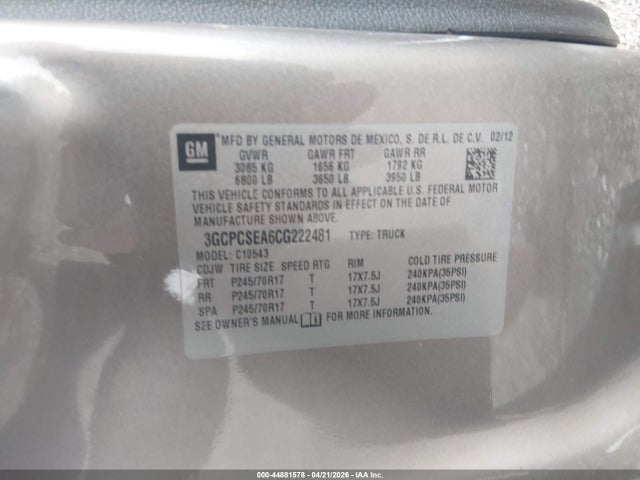 GM
*MFD BY GENERAL MOTORS DE MEXICO, S. DE R.L. DE C.V. 02/12
GVWR GAWR FRT GAWR RR
3085 KG 1656 KG 1792 KG
6800 LB 3650 LB 3950 LB
THIS VEHICLE CONFORMS TO ALL APPLICABLE U.S. FEDERAL MOTOR
VEHICLE SAFETY STANDARDS IN EFFECT ON THE DATE OF
MANUFACTURE SHOWN ABOVE.
3GCPCSEA6CG222481 TYPE: TRUCK
MODEL: C10543
CDJW TIRE SIZE SPEED RTG RIM COLD TIRE PRESSURE
FRT P245/70R17 T 17X7.5J 240KPA(35PSI)
RR P245/70R17 T 17X7.5J 240KPA(35PSI)
SPA P245/70R17 T 17X7.5J 240KPA(35PSI)
SEE OWNER'S MANUAL FOR MORE INFORMATION.
000-44881578 - 04/21/2026 - IAA Inc.